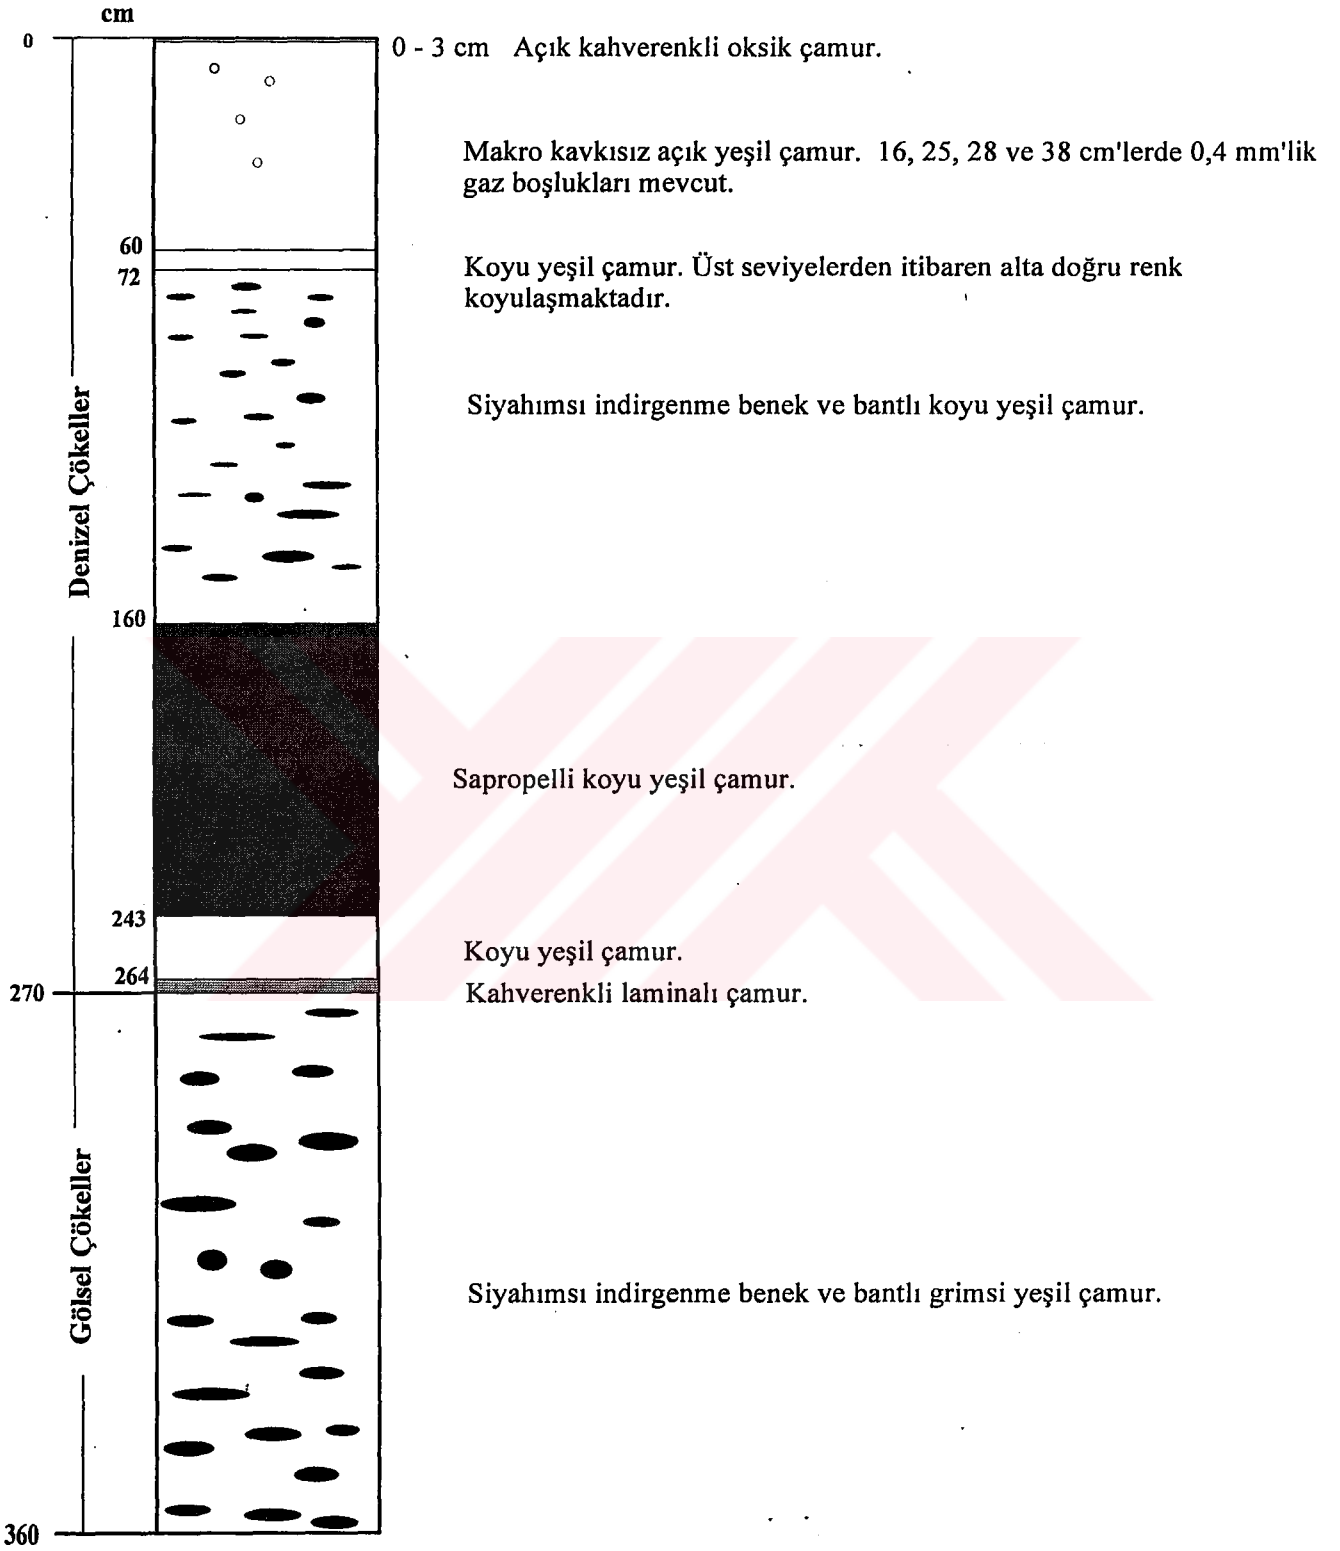 cm
0
0 - 3 cm Açık kahverenkli oksik çamur.
Makro kavkısız açık yeşil çamur. 16, 25, 28 ve 38 cm'lerde 0,4 mm'lik
gaz boşlukları mevcut.
60
72
Koyu yeşil çamur. Üst seviyelerden itibaren alta doğru renk
koyulaşmaktadır.
Siyahımsı indirgenme benek ve bantlı koyu yeşil çamur.
Denizel Çökeller
160
Sapropelli koyu yeşil çamur.
243
Koyu yeşil çamur.
264
270
Kahverenkli laminalı çamur.
Gölsel Çökeller
Siyahımsı indirgenme benek ve bantlı grimsi yeşil çamur.
360